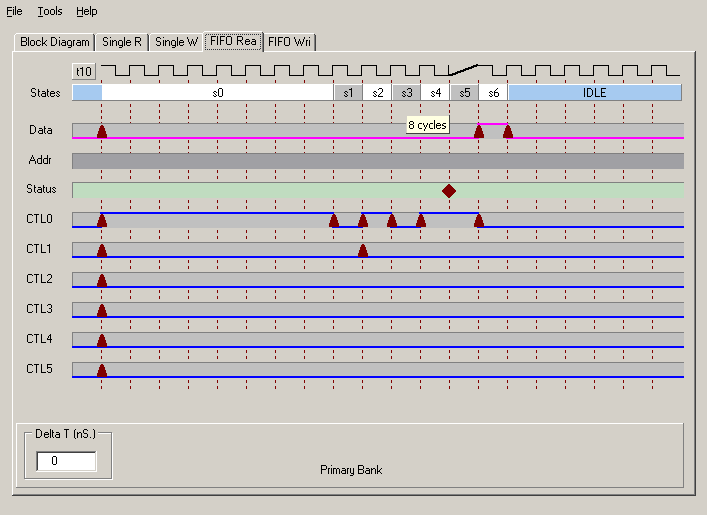 File Tools Help
Block Diagram Single R Single W FIFO Rea FIFO Wri
t10
States s0 s1 s2 s3 s4 s5 s6 IDLE
8 cycles
Data
Addr
Status
CTL0
CTL1
CTL2
CTL3
CTL4
CTL5
Delta T (nS.)
0
Primary Bank